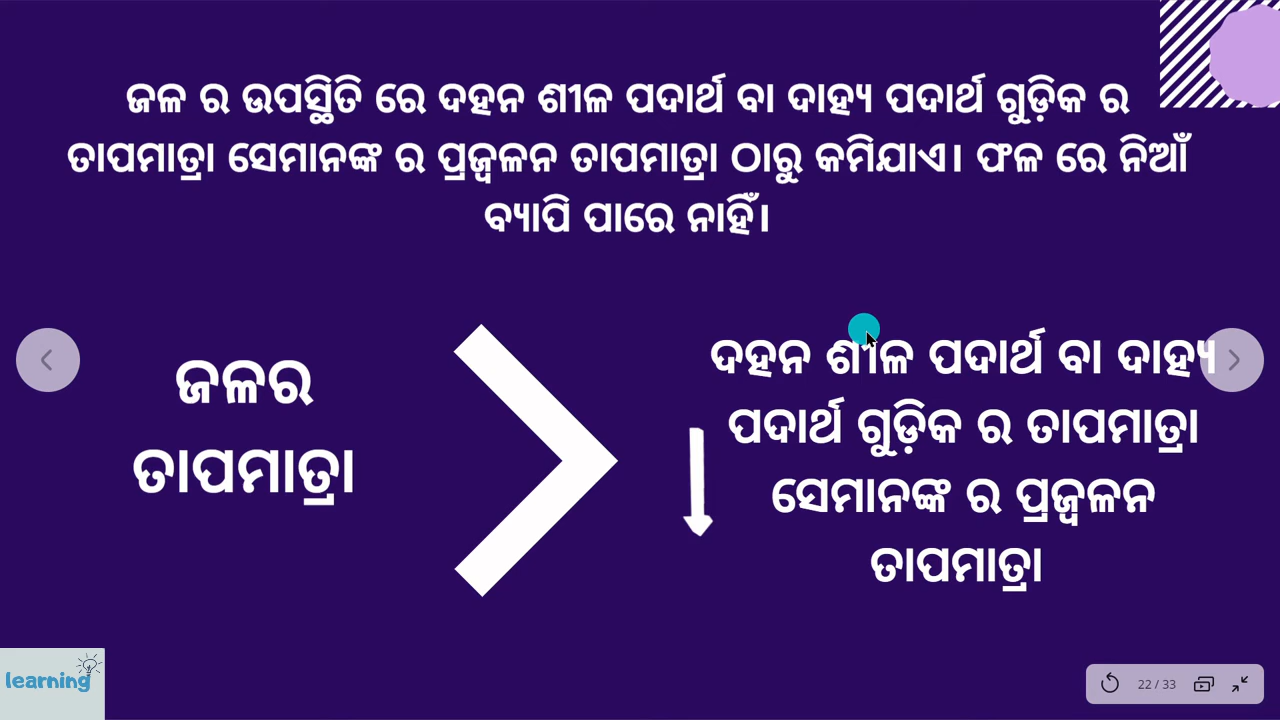 ଜଳ ର ଉପସ୍ଥିତି ରେ ଦହନ ଶୀଳ ପଦାର୍ଥ ବା ଦାହ୍ୟ ପଦାର୍ଥ ଗୁଡ଼ିକ ର
ତାପମାତ୍ରା ସେମାନଙ୍କ ର ପ୍ରଜ୍ୱଳନ ତାପମାତ୍ରା ଠାରୁ କମିଯାଏ। ଫଳ ରେ ନିଆଁ
ବ୍ୟାପି ପାରେ ନାହିଁ।
ଜଳର
ତାପମାତ୍ରା
ଦହନ ଶୀଳ ପଦାର୍ଥ ବା ଦାହ୍ୟ
ପଦାର୍ଥ ଗୁଡ଼ିକ ର ତାପମାତ୍ରା
ସେମାନଙ୍କ ର ପ୍ରଜ୍ୱଳନ
ତାପମାତ୍ରା
learning
22 / 33